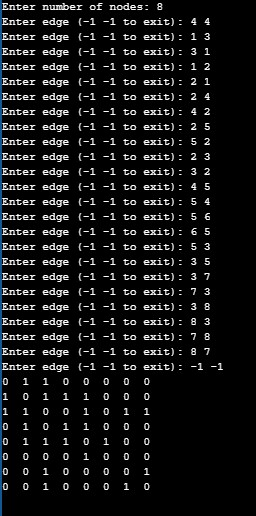 Enter number of nodes: 8
Enter edge (-1 -1 to exit): 4 4
Enter edge (-1 -1 to exit): 1 3
Enter edge (-1 -1 to exit): 3 1
Enter edge (-1 -1 to exit): 1 2
Enter edge (-1 -1 to exit): 2 1
Enter edge (-1 -1 to exit): 2 4
Enter edge (-1 -1 to exit): 4 2
Enter edge (-1 -1 to exit): 2 5
Enter edge (-1 -1 to exit): 5 2
Enter edge (-1 -1 to exit): 2 3
Enter edge (-1 -1 to exit): 3 2
Enter edge (-1 -1 to exit): 4 5
Enter edge (-1 -1 to exit): 5 4
Enter edge (-1 -1 to exit): 5 6
Enter edge (-1 -1 to exit): 6 5
Enter edge (-1 -1 to exit): 5 3
Enter edge (-1 -1 to exit): 3 5
Enter edge (-1 -1 to exit): 3 7
Enter edge (-1 -1 to exit): 7 3
Enter edge (-1 -1 to exit): 3 8
Enter edge (-1 -1 to exit): 8 3
Enter edge (-1 -1 to exit): 7 8
Enter edge (-1 -1 to exit): 8 7
Enter edge (-1 -1 to exit): -1 -1
0 1 1 0 0 0 0 0
1 0 1 1 1 0 0 0
1 1 0 0 1 0 1 1
0 1 0 1 1 0 0 0
0 1 1 1 0 1 0 0
0 0 0 0 1 0 0 0
0 0 1 0 0 0 0 1
0 0 1 0 0 0 1 0